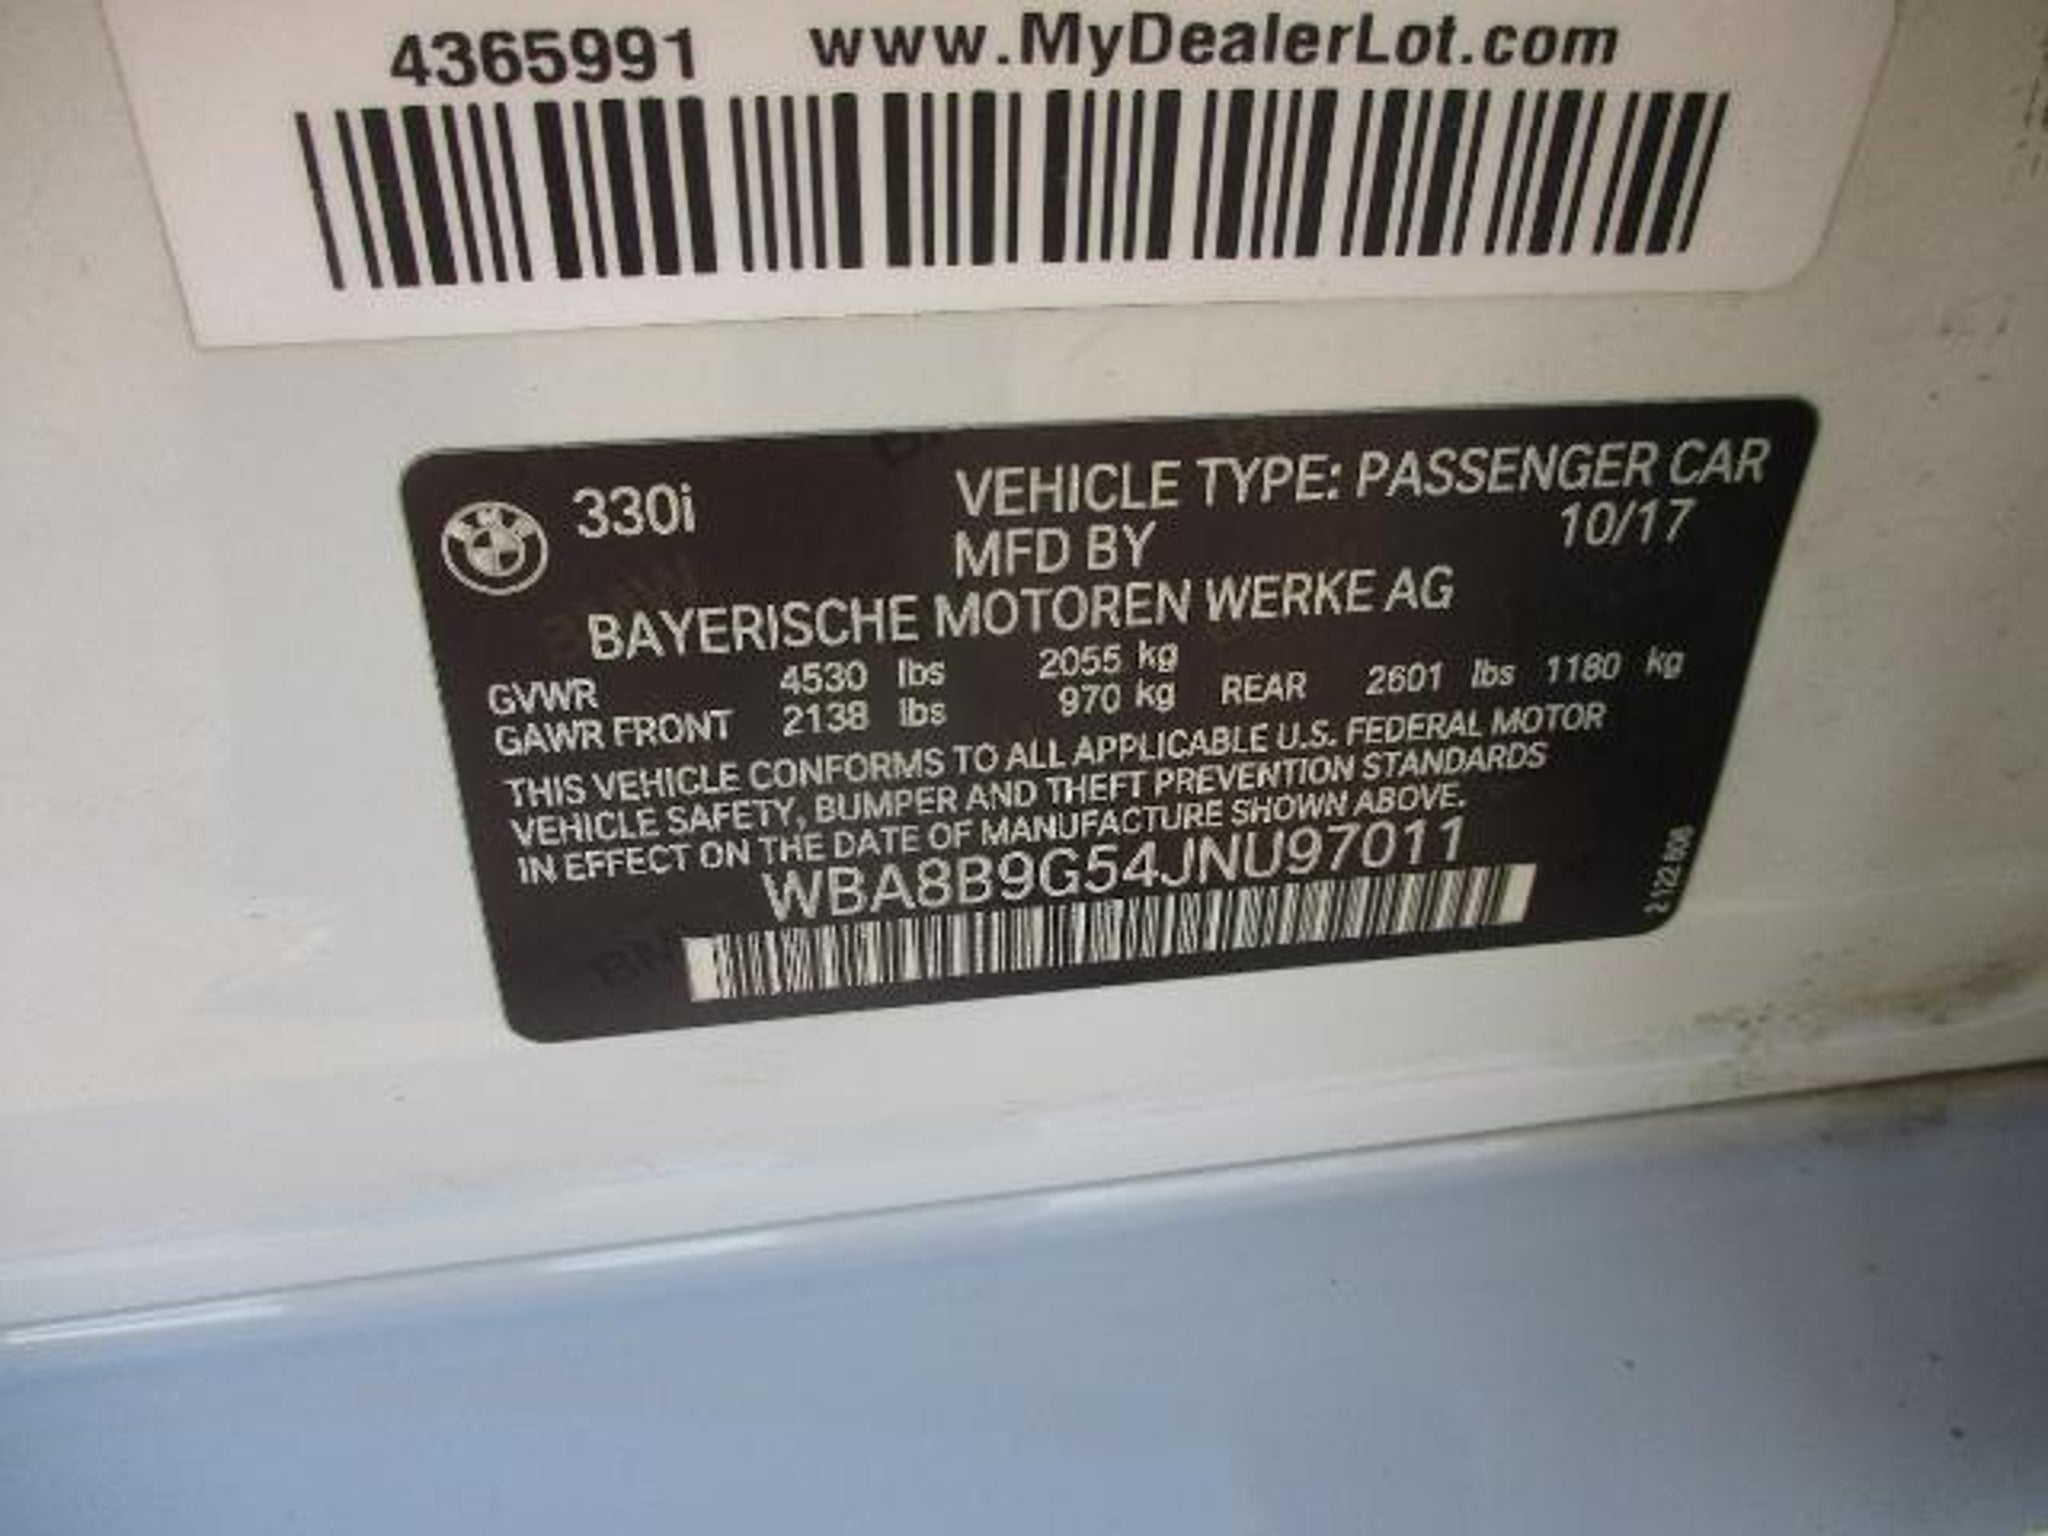 4365991 www.MyDealerLot.com
330i VEHICLE TYPE: PASSENGER CAR
MFD BY 10/17
BAYERISCHE MOTOREN WERKE AG
GVWR 4530 lbs 2055 kg
GAWR FRONT 2138 lbs 970 kg REAR 2601 lbs 1180 kg
THIS VEHICLE CONFORMS TO ALL APPLICABLE U.S. FEDERAL MOTOR
VEHICLE SAFETY, BUMPER AND THEFT PREVENTION STANDARDS
IN EFFECT ON THE DATE OF MANUFACTURE SHOWN ABOVE.
WBA8B9G54JNU97011